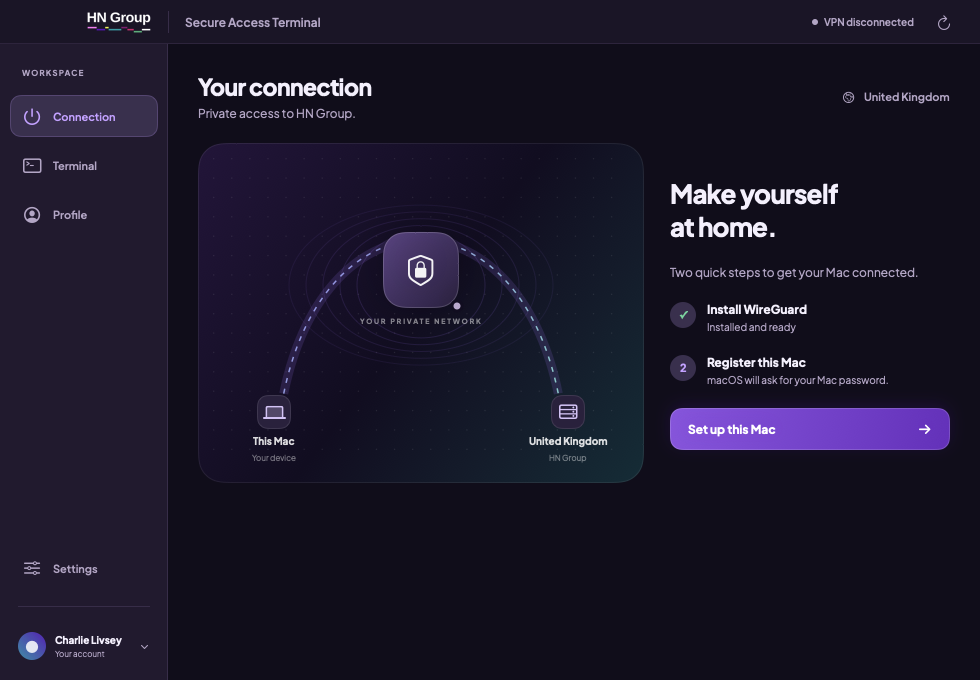 HN Group
Secure Access Terminal
VPN disconnected
WORKSPACE
Connection
Terminal
Profile
Settings
Charlie Livsey
Your account
Your connection
Private access to HN Group.
United Kingdom
YOUR PRIVATE NETWORK
This Mac
Your device
United Kingdom
HN Group
Make yourself
at home.
Two quick steps to get your Mac connected.
Install WireGuard
Installed and ready
2
Register this Mac
macOS will ask for your Mac password.
Set up this Mac